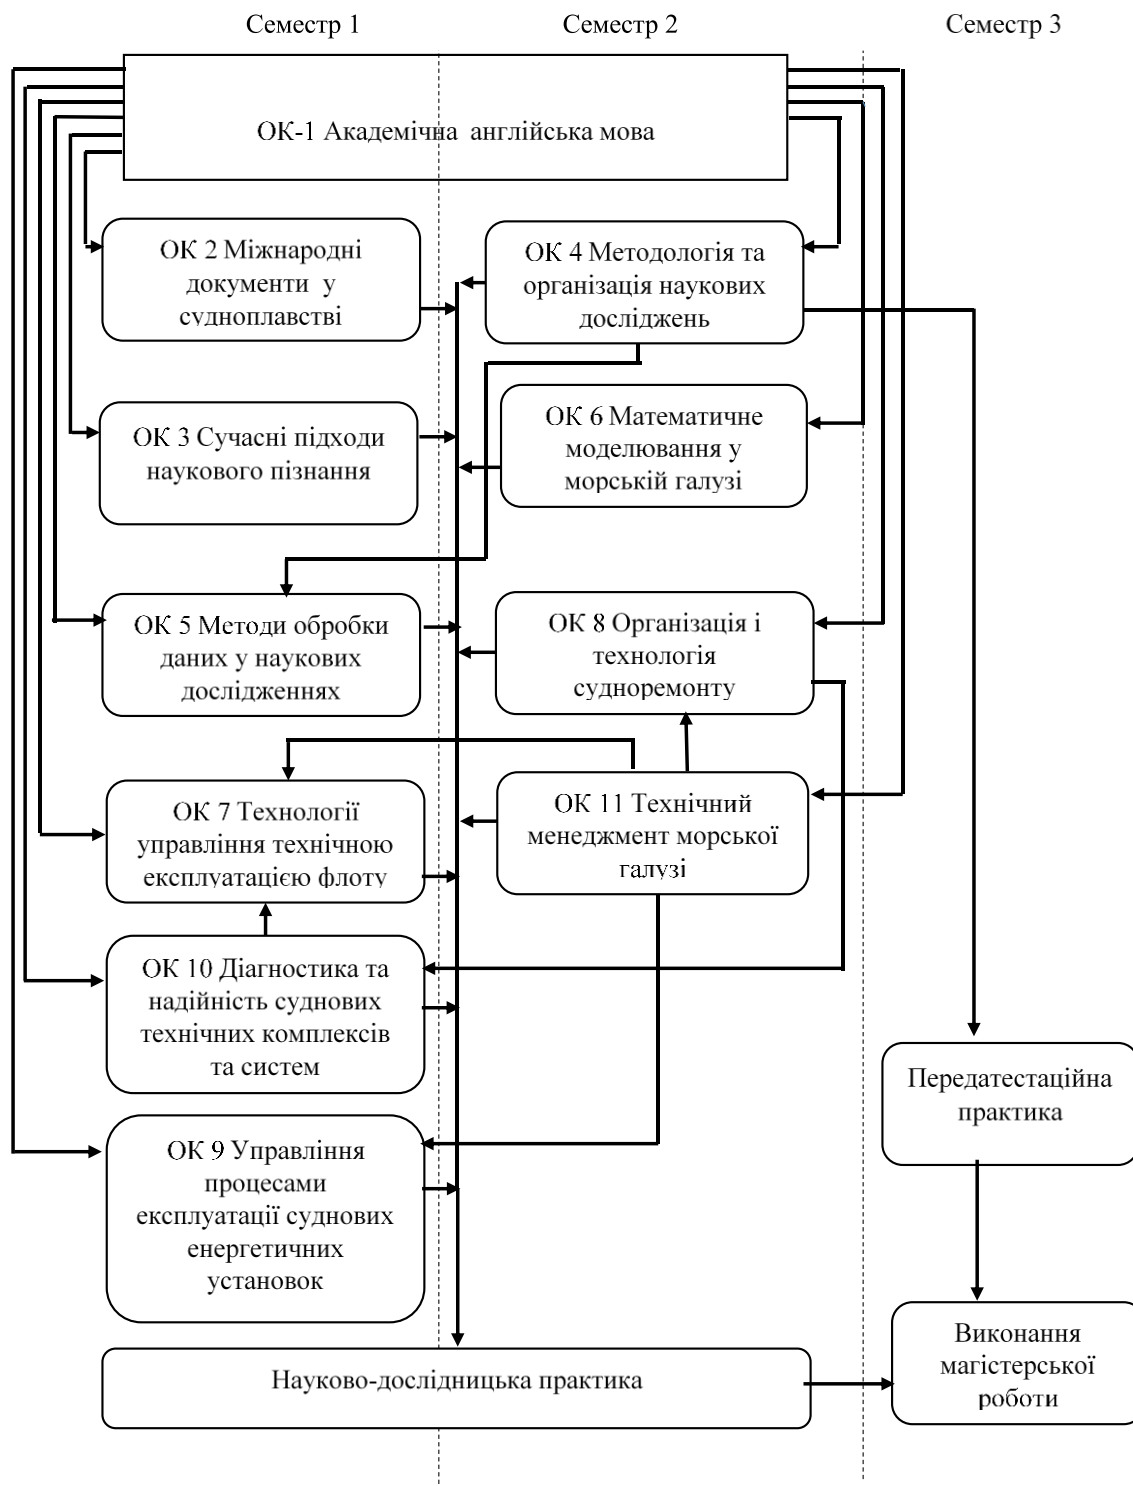 Семестр 1
Семестр 2
Семестр 3
ОК-1 Академічна англійська мова
ОК 2 Міжнародні
документи у
судноплавстві
ОК 4 Методологія та
організація наукових
досліджень
ОК 3 Сучасні підходи
наукового пізнання
ОК 6 Математичне
моделювання у
морській галузі
ОК 5 Методи обробки
даних у наукових
дослідженнях
ОК 8 Організація і
технологія
судноремонту
ОК 7 Технології
управління технічною
експлуатацією флоту
ОК 11 Технічний
менеджмент морської
галузі
ОК 10 Діагностика та
надійність суднових
технічних комплексів
та систем
Передатестаційна
практика
ОК 9 Управління
процесами
експлуатації суднових
енергетичних
установок
Виконання
магістерської
роботи
Науково-дослідницька практика